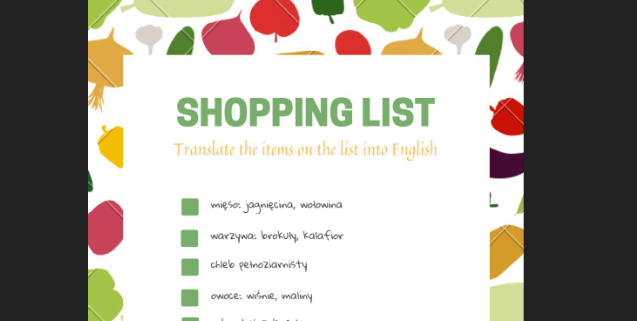 SHOPPING LIST
Translate the items on the list into English
mięso: jagnięcina, wołowina
warzywa: brokuły, kalafior
chleb pełnoziarnisty
owoce: wiśnie, maliny